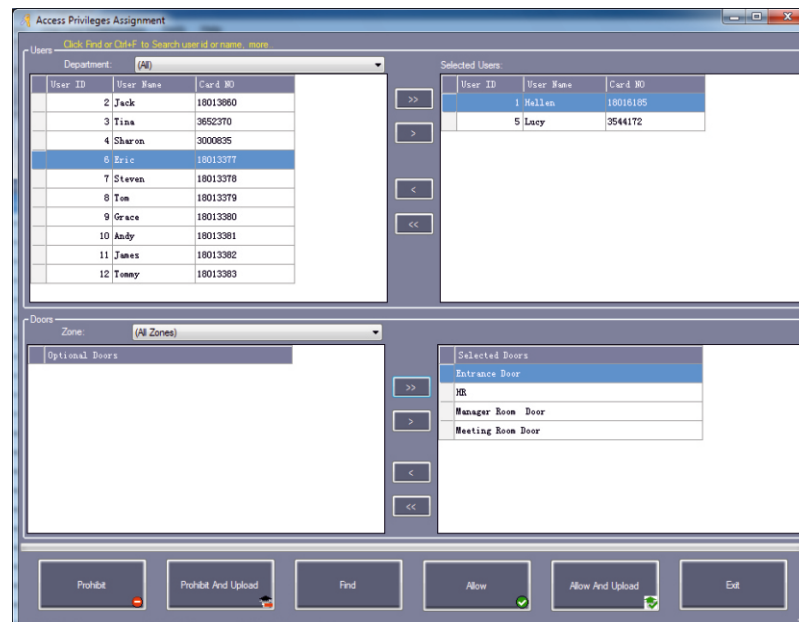 Access Privileges Assignment
Users
Click Find or Ctrl+F to Search user id or name, more...
Department: (All)
Selected Users:
User ID User Name Card NO
2 Jack 18013860
3 Tina 3652370
4 Sharon 3000835
6 Eric 18013377
7 Steven 18013378
8 Tom 18013379
9 Grace 18013380
10 Andy 18013381
11 James 18013382
12 Tommy 18013383
>>
>
<
<<
User ID User Name Card NO
1 Hellen 18016185
5 Lucy 3544172
Doors
Zone: (All Zones)
Optional Doors
>>
>
<
<<
Selected Doors
Entrance Door
HR
Manager Room Door
Meeting Room Door
Prohibit
Prohibit And Upload
Find
Allow
Allow And Upload
Exit